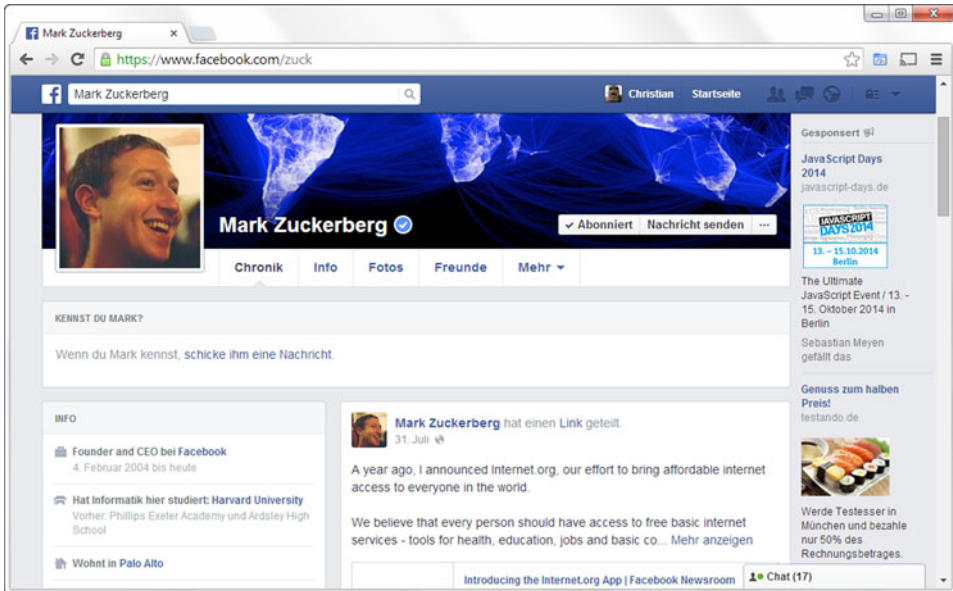 Mark Zuckerberg
https://www.facebook.com/zuck
Mark Zuckerberg
Christian Startseite
Mark Zuckerberg
Abonniert Nachricht senden ...
Chronik Info Fotos Freunde Mehr
KENNST DU MARK?
Wenn du Mark kennst, schicke ihm eine Nachricht.
INFO
Founder and CEO bei Facebook
4. Februar 2004 bis heute
Hat Informatik hier studiert: Harvard University
Vorher: Phillips Exeter Academy und Ardsley High
School
Wohnt in Palo Alto
Mark Zuckerberg hat einen Link geteilt.
31. Juli
A year ago, I announced Internet.org, our effort to bring affordable internet
access to everyone in the world.
We believe that every person should have access to free basic internet
services - tools for health, education, jobs and basic co... Mehr anzeigen
Introducing the Internet.org App | Facebook Newsroom
Gesponsert
JavaScript Days
2014
javascript-days.de
JAVASCRIPT
DAYS 2014
13. – 15.10.2014
Berlin
The Ultimate
JavaScript Event / 13. -
15. Oktober 2014 in
Berlin
Sebastian Meyen
gefällt das
Genuss zum halben
Preis!
testando.de
Werde Testesser in
München und bezahle
nur 50% des
Rechnungsbetrages.
Chat (17)